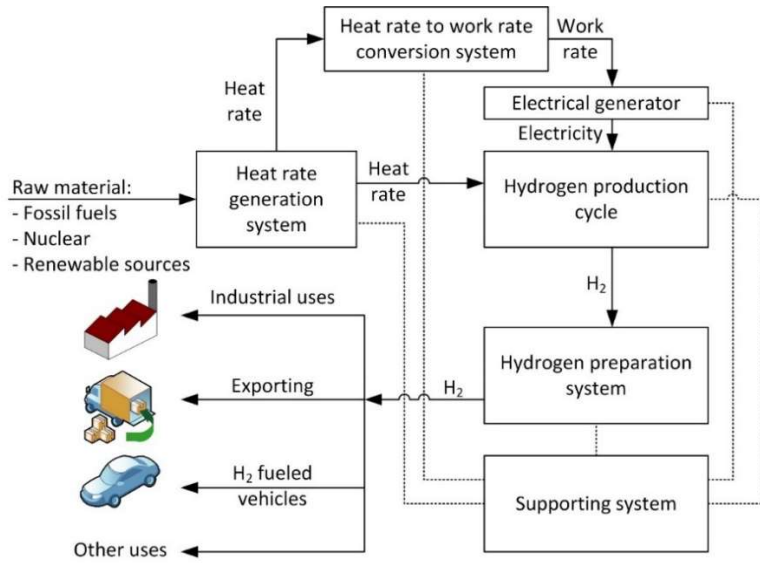 Heat rate to work rate
conversion system
Work
rate
Heat
rate
Electrical generator
Electricity
Raw material:
- Fossil fuels
- Nuclear
- Renewable sources
Heat rate
generation
system
Heat
rate
Hydrogen production
cycle
H₂
Industrial uses
Hydrogen preparation
system
Exporting
H₂
H₂ fueled
vehicles
Supporting system
Other uses